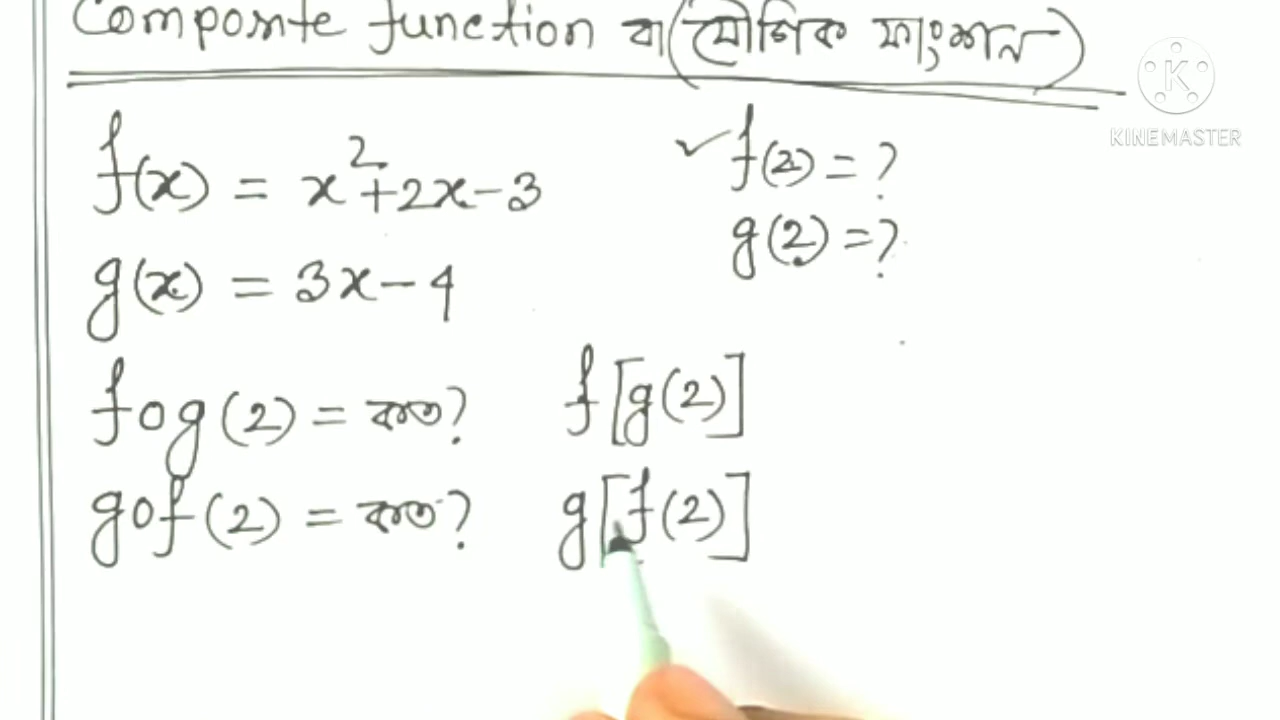 Composite function বা (যৌগিক ফাংশন)
f(x) = x²+2x-3
f(2) = ?
g(2) = ?
g(x) = 3x-4
fog(2) = কত? f[g(2)]
gof(2) = কত? g[f(2)]
KINEMASTER